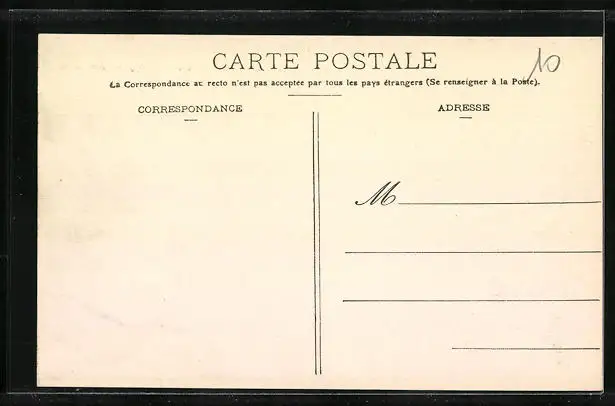 CARTE POSTALE
10
La Correspondance au recto n'est pas acceptée par tous les pays étrangers (Se renseigner à la Poste).
CORRESPONDANCE
ADRESSE
M